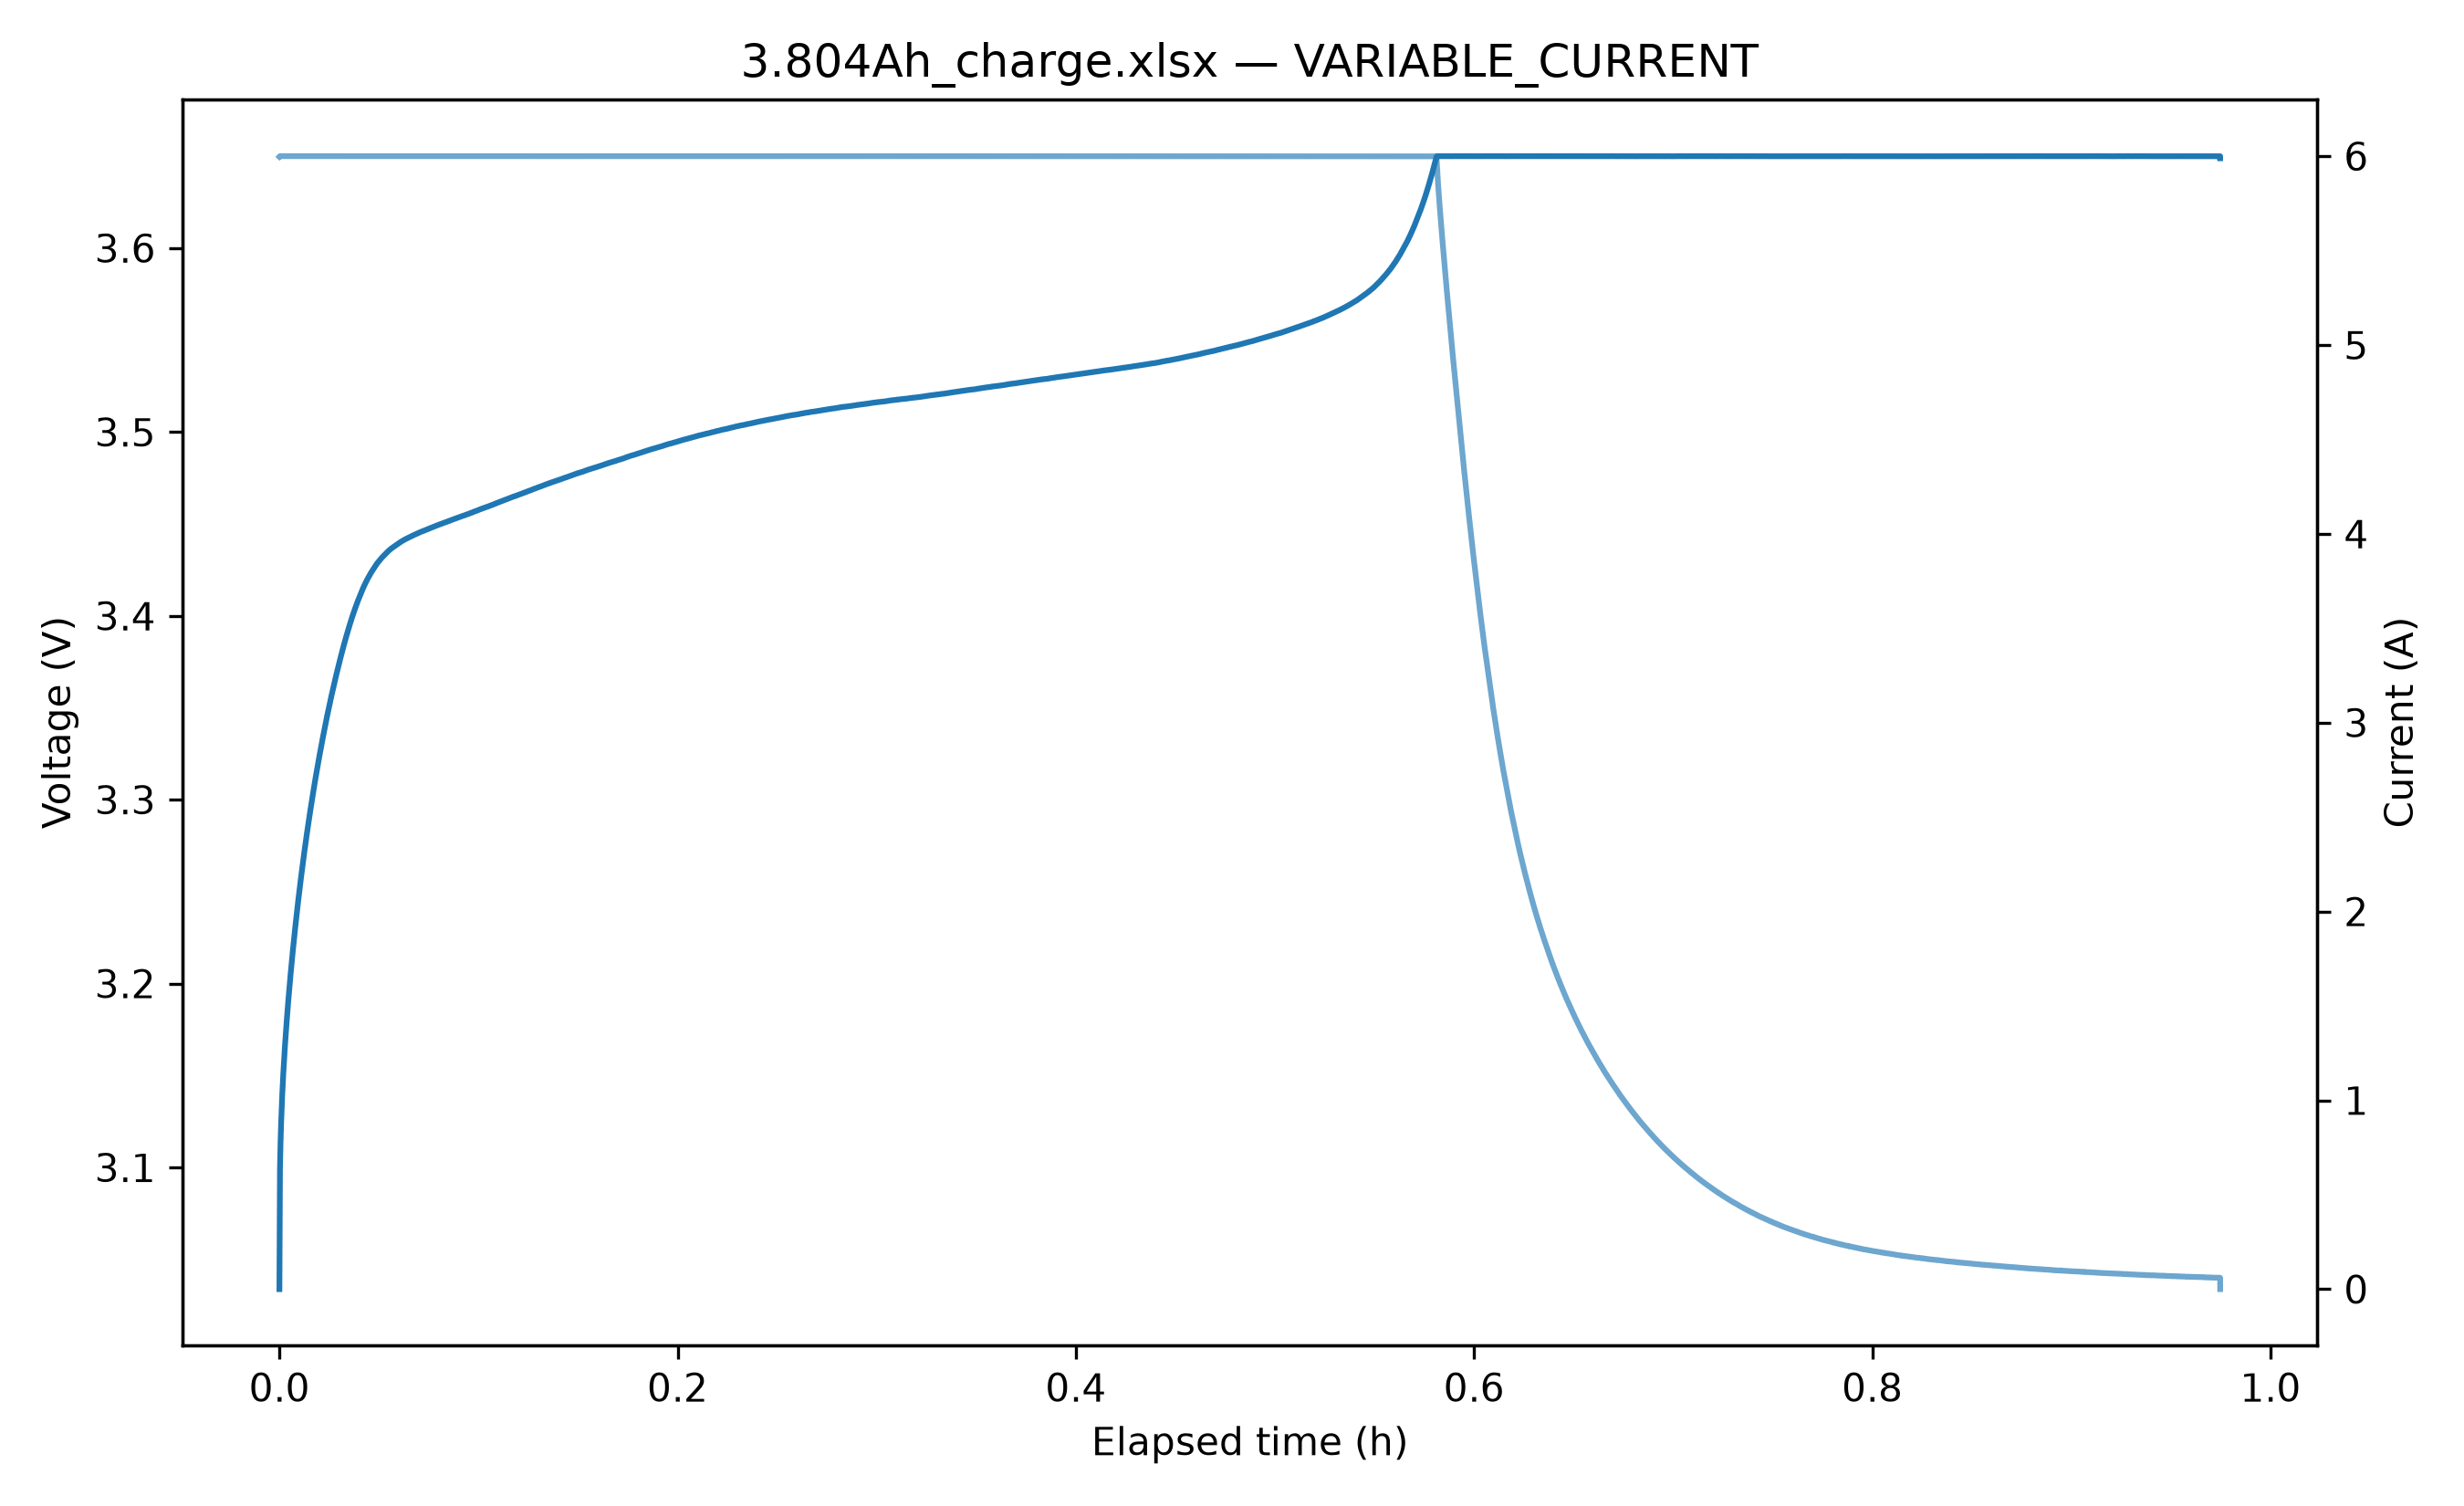 3.804Ah_charge.xlsx — VARIABLE_CURRENT
Voltage (V)
3.6
3.5
3.4
3.3
3.2
3.1
6
5
4
3
2
1
0
Current (A)
0.0 0.2 0.4 0.6 0.8 1.0
Elapsed time (h)